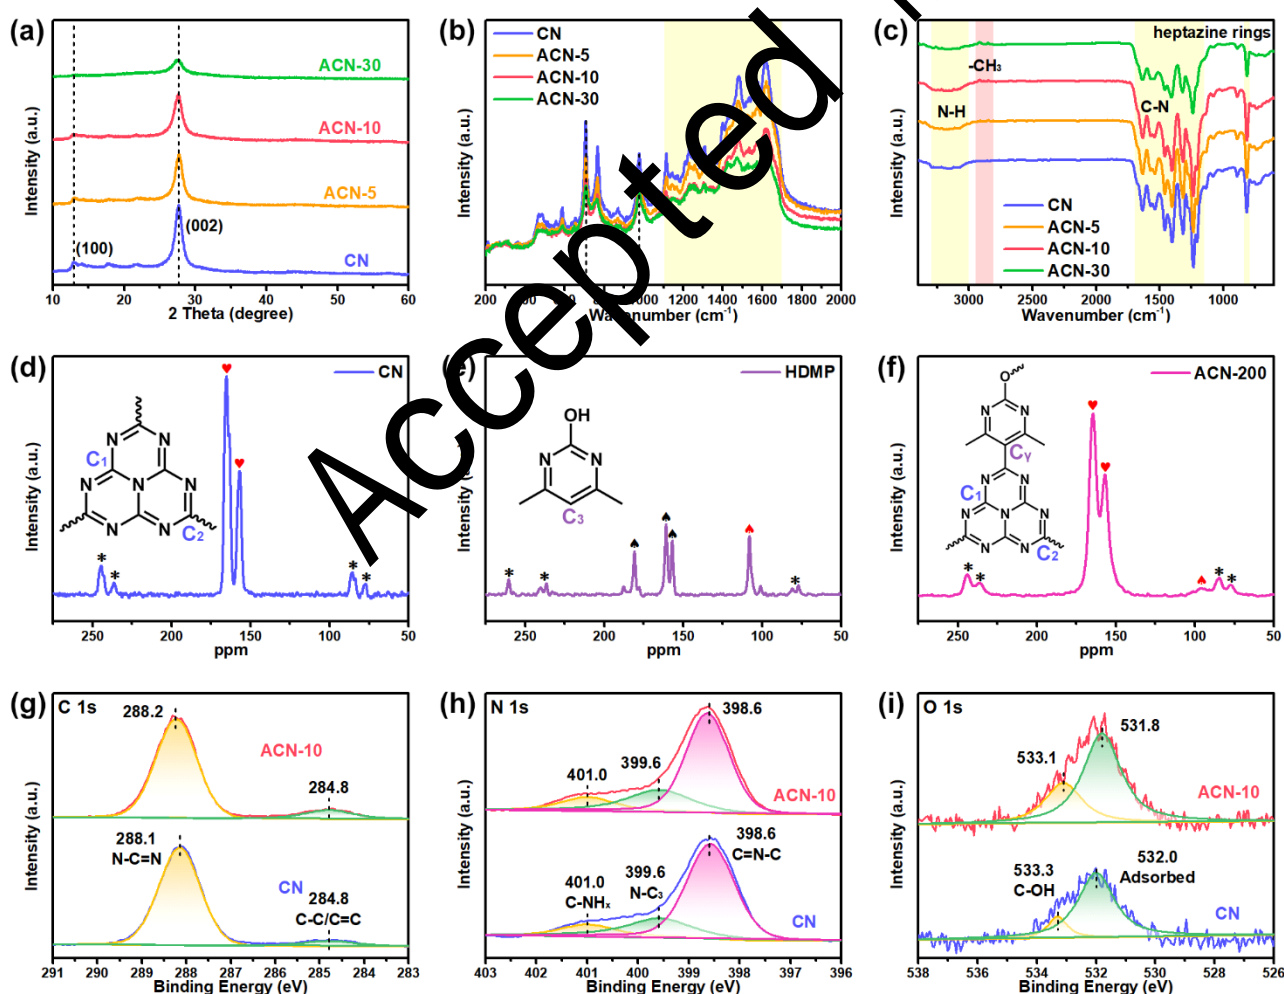 (a)
ACN-30
ACN-10
ACN-5
(100)
(002)
CN
Intensity (a.u.)
10 20 30 40 50 60
2 Theta (degree)
(b)
CN
ACN-5
ACN-10
ACN-30
Intensity (a.u.)
200 1000 1200 1400 1600 1800 2000
Wavenumber (cm-1)
(c)
heptazine rings
-CH3
N-H
C-N
CN
ACN-5
ACN-10
ACN-30
Intensity (a.u.)
3000 2000 1500 1000
Wavenumber (cm-1)
Accepted
(d)
CN
♥
♥
N
N N
C1
N N N
N N N
C2
* * * *
Intensity (a.u.)
250 200 150 100 50
ppm
(e)
HDMP
OH
N N
C3
♠ ♠ ♠ ♠
* * *
Intensity (a.u.)
250 200 150 100 50
ppm
(f)
ACN-200
O
N N
Cγ
♥
♥
N N
C1
N N N
N N N
C2
* * ♠ * *
Intensity (a.u.)
250 200 150 100 50
ppm
(g) C 1s
288.2
ACN-10
284.8
288.1
N-C=N
CN
284.8
C-C/C=C
Intensity (a.u.)
291 290 289 288 287 286 285 284 283
Binding Energy (eV)
(h) N 1s
398.6
399.6
401.0
ACN-10
398.6
C=N-C
399.6
N-C3
401.0
C-NHx
CN
Intensity (a.u.)
403 402 401 400 399 398 397 396
Binding Energy (eV)
(i) O 1s
531.8
533.1
ACN-10
533.3
C-OH
532.0
Adsorbed
CN
Intensity (a.u.)
538 536 534 532 530 528 526
Binding Energy (eV)